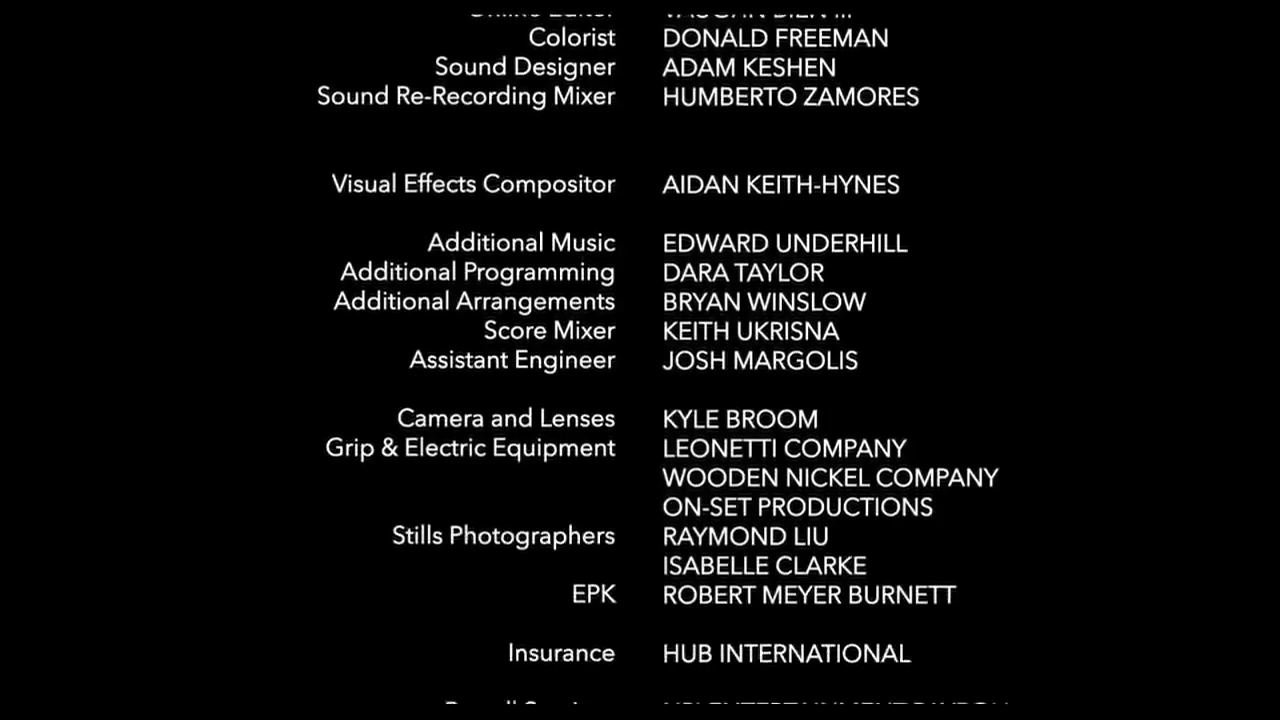 Colorist DONALD FREEMAN
Sound Designer ADAM KESHEN
Sound Re-Recording Mixer HUMBERTO ZAMORES
Visual Effects Compositor AIDAN KEITH-HYNES
Additional Music EDWARD UNDERHILL
Additional Programming DARA TAYLOR
Additional Arrangements BRYAN WINSLOW
Score Mixer KEITH UKRISNA
Assistant Engineer JOSH MARGOLIS
Camera and Lenses KYLE BROOM
Grip & Electric Equipment LEONETTI COMPANY
WOODEN NICKEL COMPANY
ON-SET PRODUCTIONS
Stills Photographers RAYMOND LIU
ISABELLE CLARKE
EPK ROBERT MEYER BURNETT
Insurance HUB INTERNATIONAL